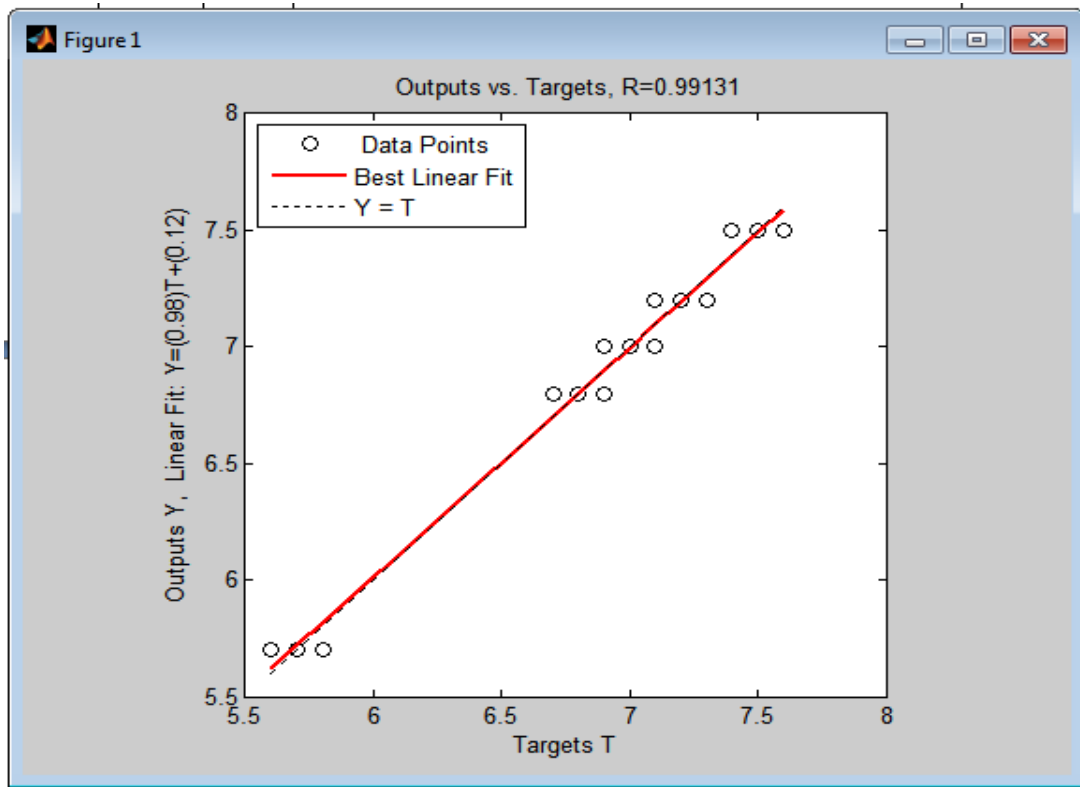 Figure 1
Outputs vs. Targets, R=0.99131
Data Points
Best Linear Fit
Y = T
Outputs Y, Linear Fit: Y=(0.98)T+(0.12)
8
7.5
7
6.5
6
5.5
5.5 6 6.5 7 7.5 8
Targets T